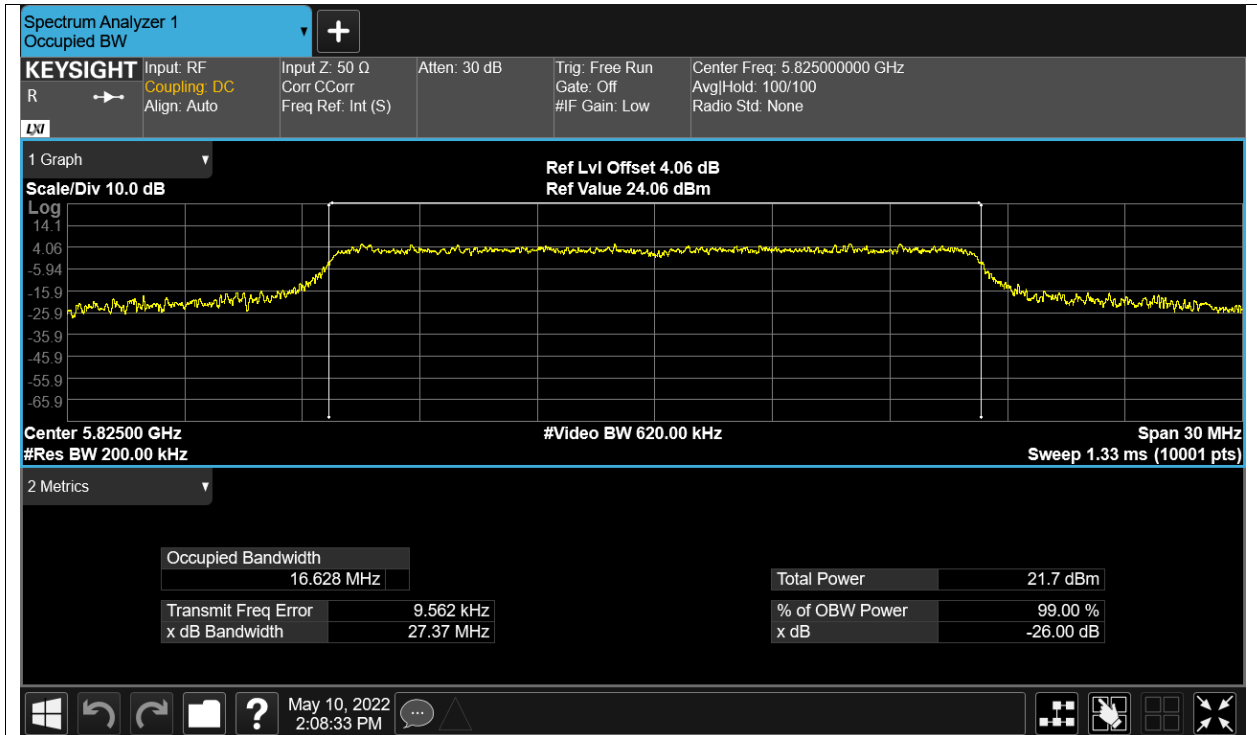 Spectrum Analyzer 1
Occupied BW
KEYSIGHT
R
LXI
Input: RF
Coupling: DC
Align: Auto
Input Z: 50 Ω
Corr CCorr
Freq Ref: Int (S)
Atten: 30 dB
Trig: Free Run
Gate: Off
#IF Gain: Low
Center Freq: 5.825000000 GHz
Avg|Hold: 100/100
Radio Std: None
1 Graph
Scale/Div 10.0 dB
Ref Lvl Offset 4.06 dB
Ref Value 24.06 dBm
Log
14.1
4.06
-5.94
-15.9
-25.9
-35.9
-45.9
-55.9
-65.9
Center 5.82500 GHz
#Video BW 620.00 kHz
Span 30 MHz
#Res BW 200.00 kHz
Sweep 1.33 ms (10001 pts)
2 Metrics
Occupied Bandwidth
16.628 MHz
Total Power 21.7 dBm
Transmit Freq Error 9.562 kHz
% of OBW Power 99.00 %
x dB Bandwidth 27.37 MHz
x dB -26.00 dB
?
May 10, 2022
2:08:33 PM